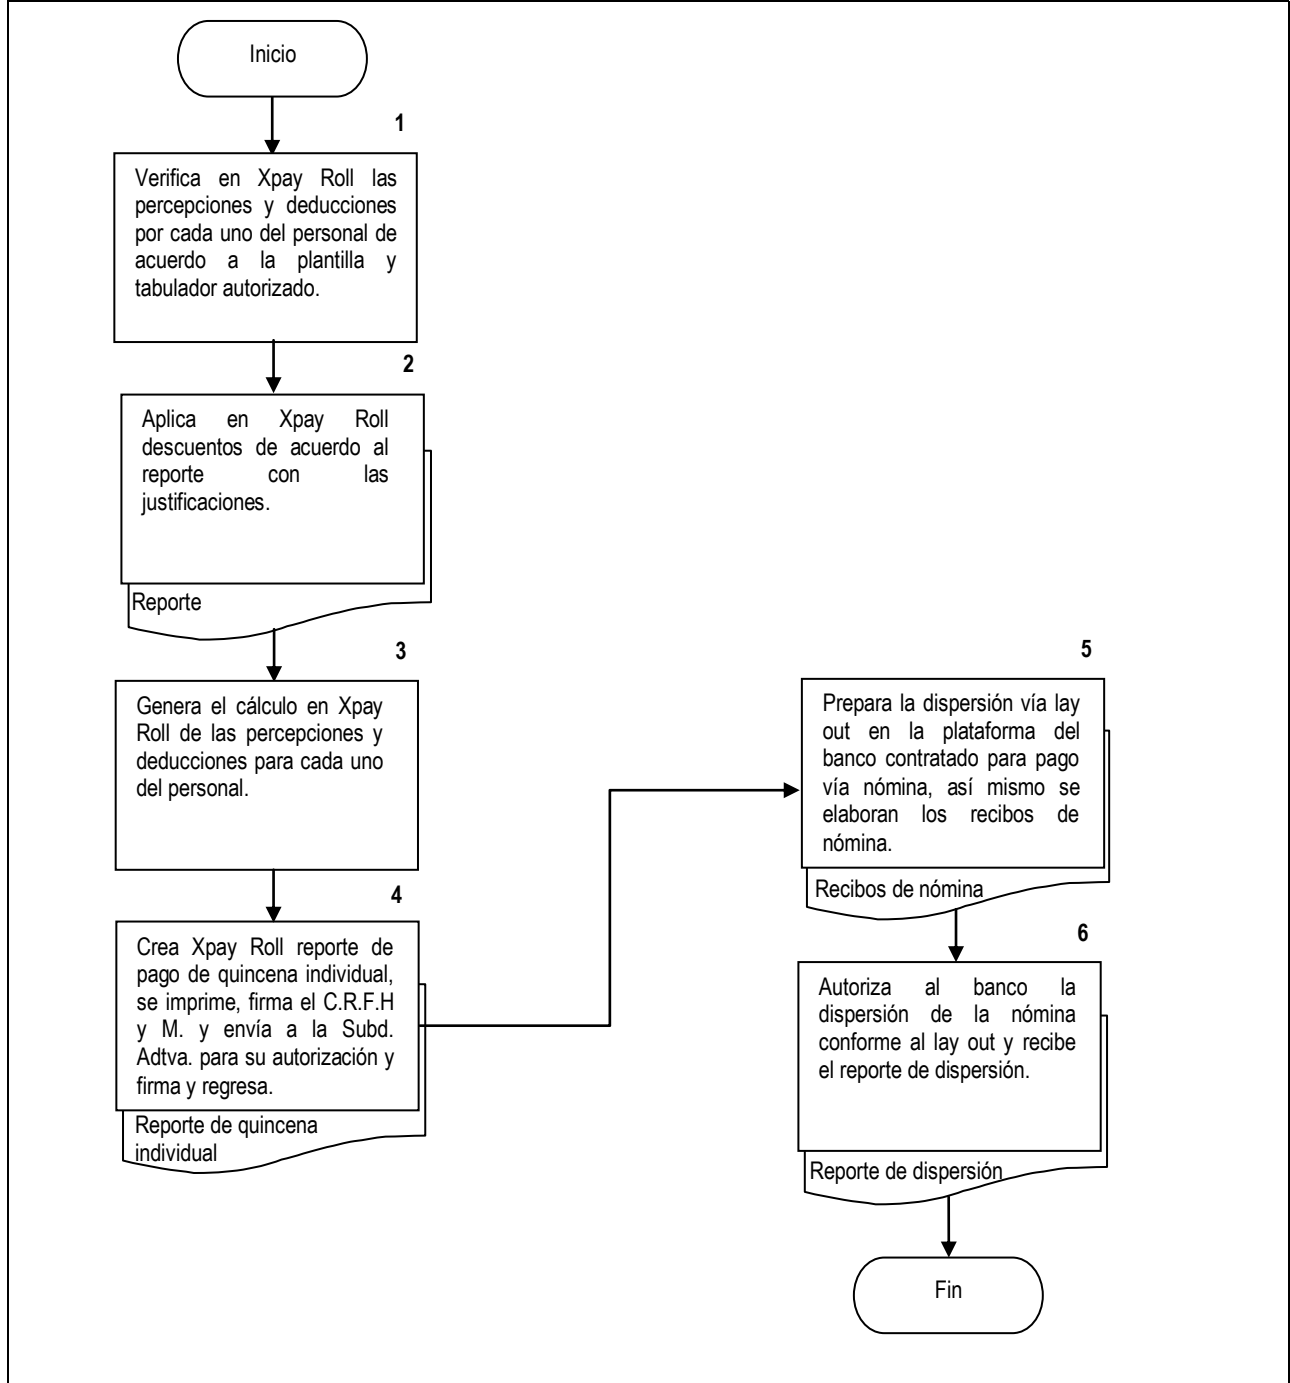 Inicio
1
Verifica en Xpay Roll las
percepciones y deducciones
por cada uno del personal de
acuerdo a la plantilla y
tabulador autorizado.
2
Aplica en Xpay Roll
descuentos de acuerdo al
reporte con las
justificaciones.
Reporte
3
Genera el cálculo en Xpay
Roll de las percepciones y
deducciones para cada uno
del personal.
4
Crea Xpay Roll reporte de
pago de quincena individual,
se imprime, firma el C.R.F.H
y M. y envía a la Subd.
Adtva. para su autorización y
firma y regresa.
Reporte de quincena
individual
5
Prepara la dispersión vía lay
out en la plataforma del
banco contratado para pago
vía nómina, así mismo se
elaboran los recibos de
nómina.
Recibos de nómina
6
Autoriza al banco la
dispersión de la nómina
conforme al lay out y recibe
el reporte de dispersión.
Reporte de dispersión
Fin